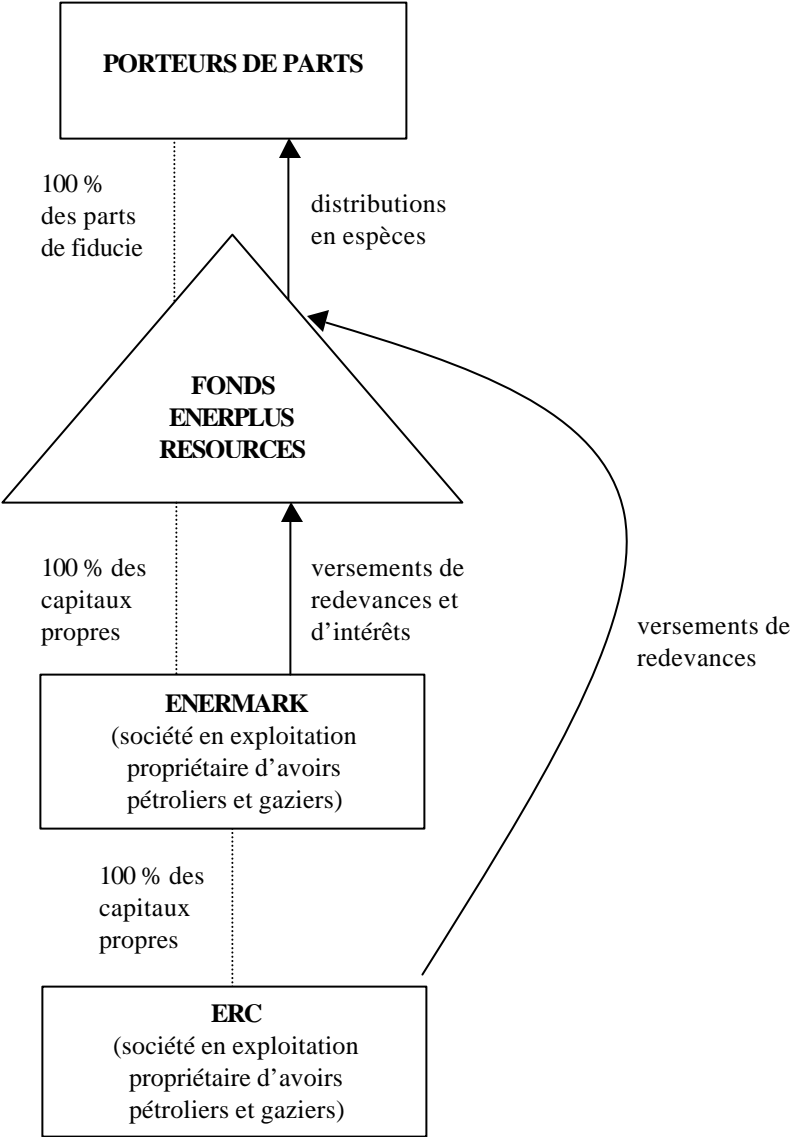 PORTEURS DE PARTS
100 %
des parts
de fiducie
distributions
en espèces
FONDS
ENERPLUS
RESOURCES
100 % des
capitaux
propres
versements de
redevances et
d’intérêts
versements de
redevances
ENERMARK
(société en exploitation
propriétaire d’avoirs
pétroliers et gaziers)
100 % des
capitaux
propres
ERC
(société en exploitation
propriétaire d’avoirs
pétroliers et gaziers)